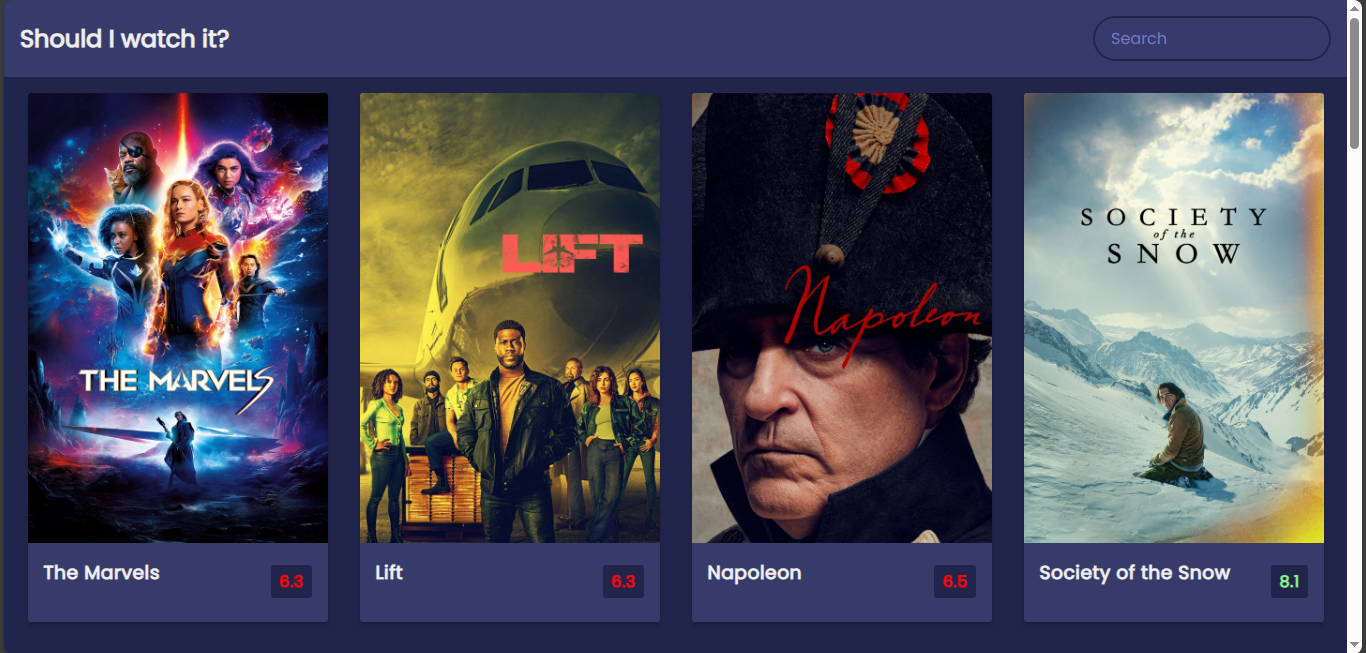 Should I watch it?
Search
THE MARVELS
LIFT
Napoleon
SOCIETY
of the
SNOW
The Marvels
6.3
Lift
6.3
Napoleon
6.5
Society of the Snow
8.1